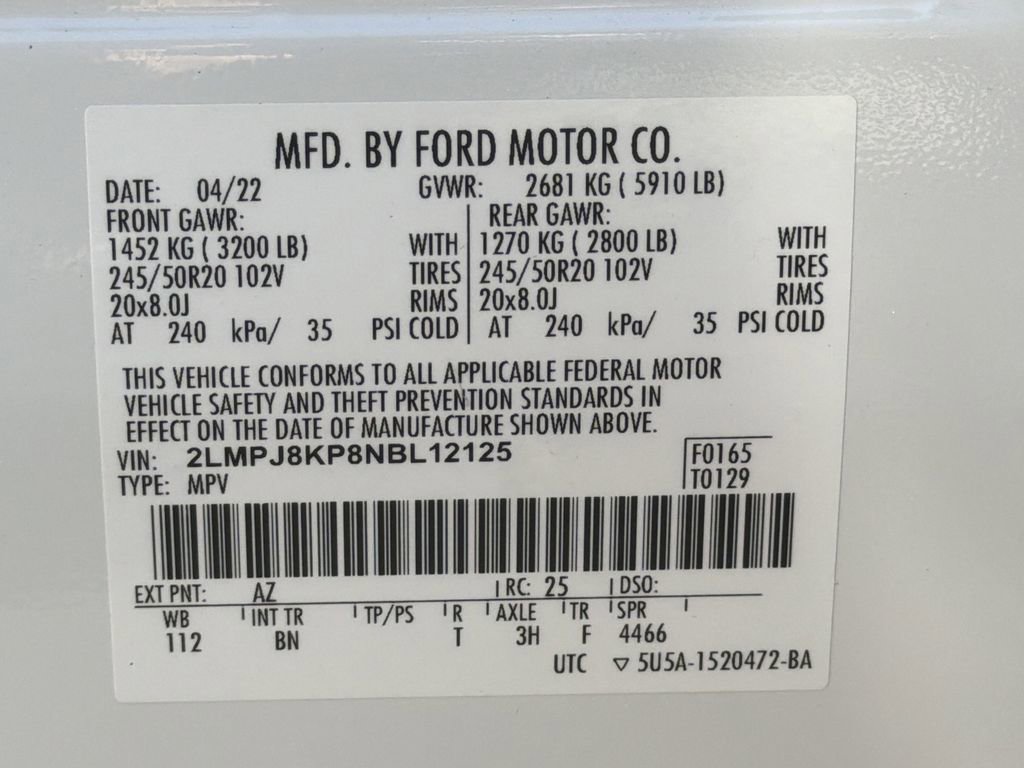 MFD. BY FORD MOTOR CO.
DATE: 04/22 GVWR: 2681 KG ( 5910 LB)
FRONT GAWR: REAR GAWR:
1452 KG ( 3200 LB) WITH 1270 KG ( 2800 LB) WITH
245/50R20 102V TIRES 245/50R20 102V TIRES
20x8.0J RIMS 20x8.0J RIMS
AT 240 kPa/ 35 PSI COLD AT 240 kPa/ 35 PSI COLD
THIS VEHICLE CONFORMS TO ALL APPLICABLE FEDERAL MOTOR
VEHICLE SAFETY AND THEFT PREVENTION STANDARDS IN
EFFECT ON THE DATE OF MANUFACTURE SHOWN ABOVE.
VIN: 2LMPJ8KP8NBL12125 F0165
TYPE: MPV T0129
EXT PNT: AZ RC: 25 DSO:
WB INT TR TP/PS R AXLE TR SPR
112 BN T 3H F 4466
UTC ▽ 5U5A-1520472-BA